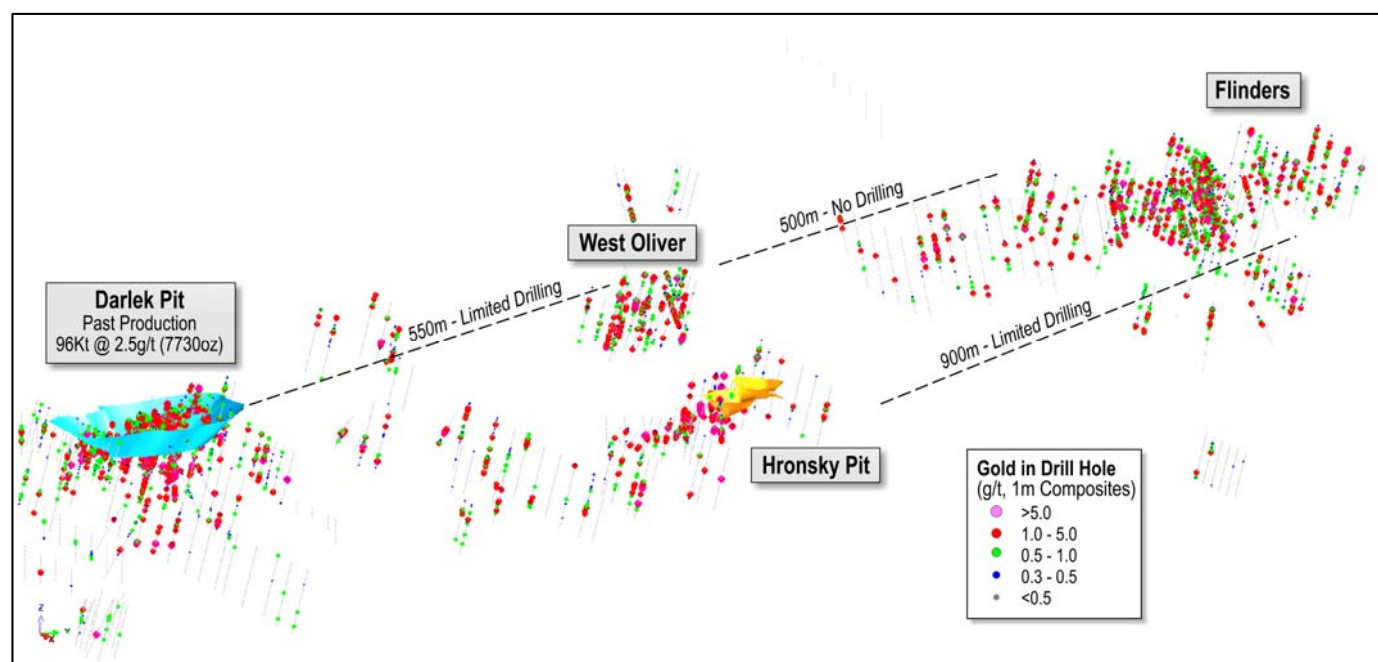 Flinders
500m - No Drilling
West Oliver
Darlek Pit
Past Production
96Kt @ 2.5g/t (7730oz)
550m - Limited Drilling
900m - Limited Drilling
Hronsky Pit
Gold in Drill Hole
(g/t, 1m Composites)
>5.0
1.0 - 5.0
0.5 - 1.0
0.3 - 0.5
<0.5
Z
Y
X